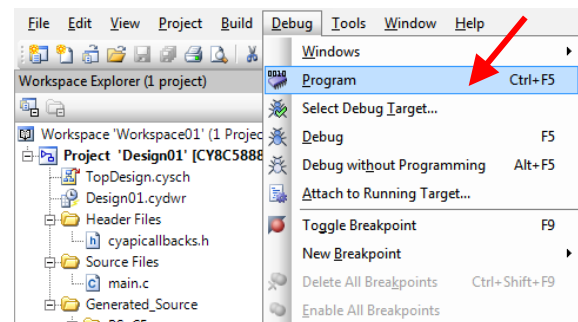 File Edit View Project Build Debug Tools Window Help
Workspace Explorer (1 project)
Workspace 'Workspace01' (1 Projec
Project 'Design01' [CY8C5888
TopDesign.cysch
Design01.cydwr
Header Files
cyapicallbacks.h
Source Files
main.c
Generated_Source
Windows
Program Ctrl+F5
Select Debug Target...
Debug F5
Debug without Programming Alt+F5
Attach to Running Target...
Toggle Breakpoint F9
New Breakpoint
Delete All Breakpoints Ctrl+Shift+F9
Enable All Breakpoints